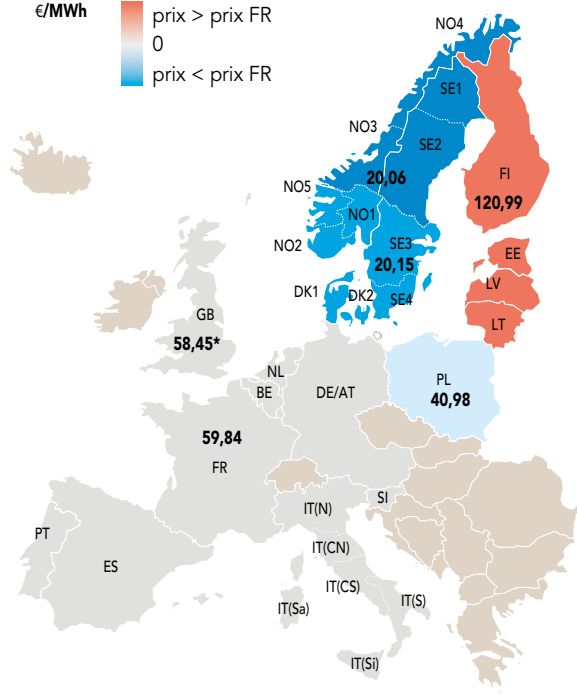 €/MWh
prix > prix FR
0
prix < prix FR
NO4
SE1
NO3
SE2
20,06
FI
120,99
NO5
NO1
NO2
SE3
20,15
EE
DK1
DK2
SE4
LV
LT
GB
58,45*
NL
BE
DE/AT
PL
40,98
59,84
FR
SI
IT(N)
PT
ES
IT(CN)
IT(CS)
IT(Sa)
IT(S)
IT(Si)